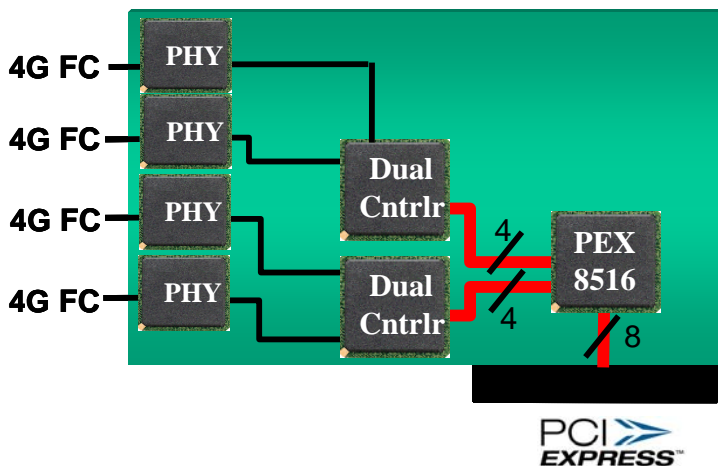 4G FC
PHY
4G FC
PHY
4G FC
PHY
4G FC
PHY
Dual
Cntrlr
Dual
Cntrlr
4
4
PEX
8516
8
PCI
EXPRESS™